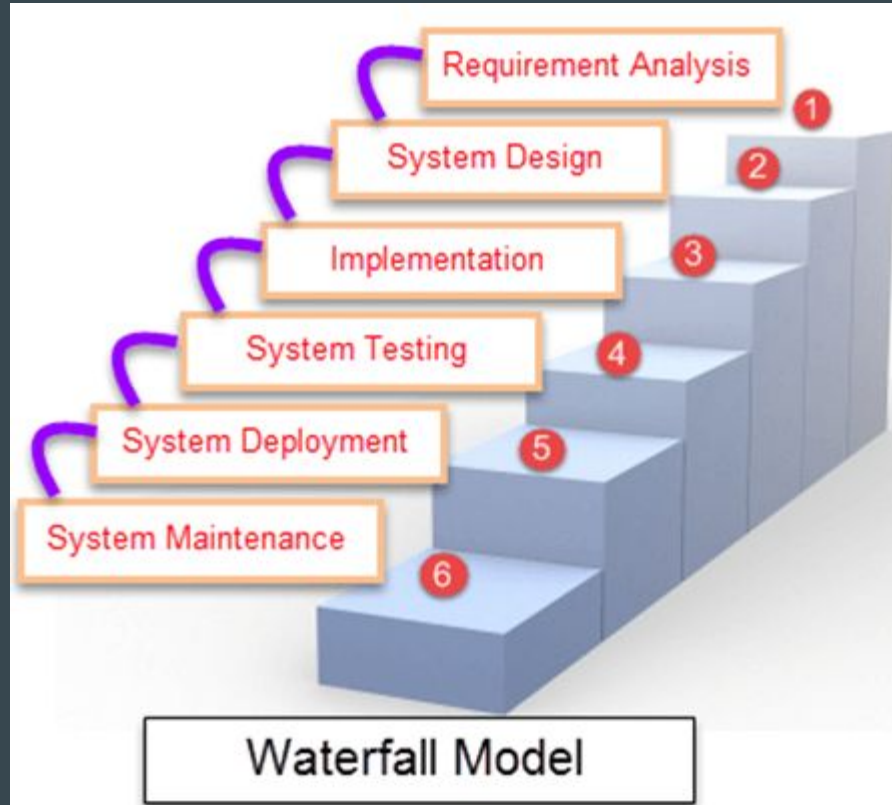 Requirement Analysis
1
System Design
2
Implementation
3
System Testing
4
System Deployment
5
System Maintenance
6
Waterfall Model